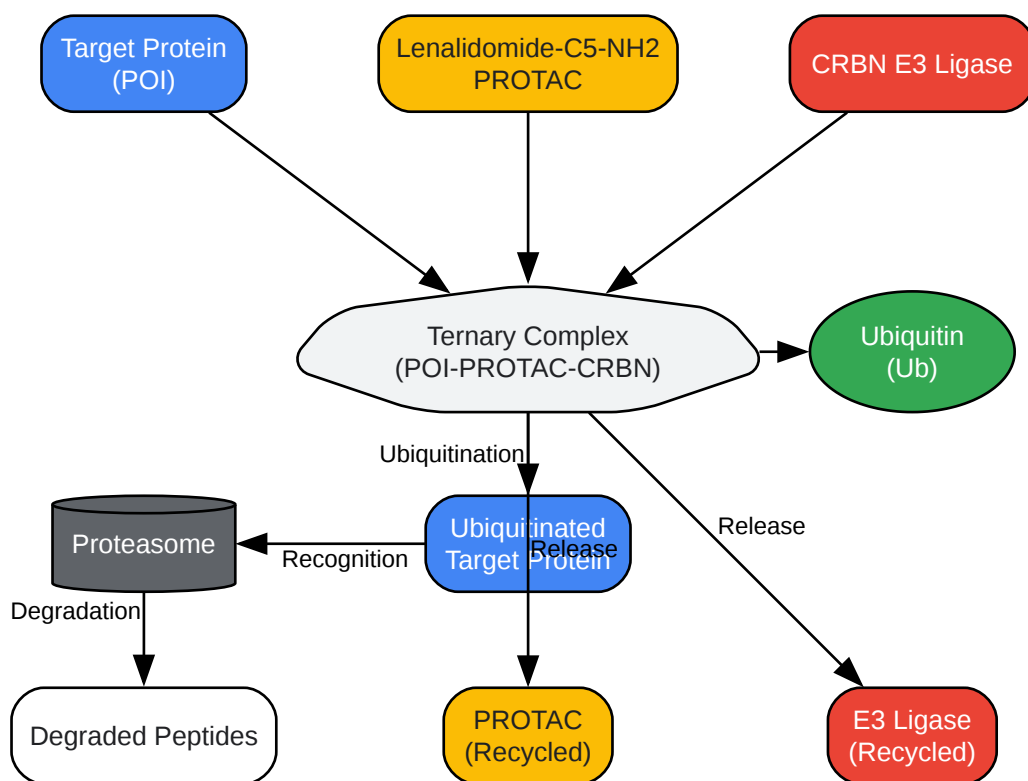 Target Protein
(POI)
Lenalidomide-C5-NH2
PROTAC
CRBN E3 Ligase
Ternary Complex
(POI-PROTAC-CRBN)
Ubiquitin
(Ub)
Ubiquitination
Release
Proteasome
Recognition
Ubiquitinated
Target Protein
Release
Degradation
Degraded Peptides
PROTAC
(Recycled)
E3 Ligase
(Recycled)